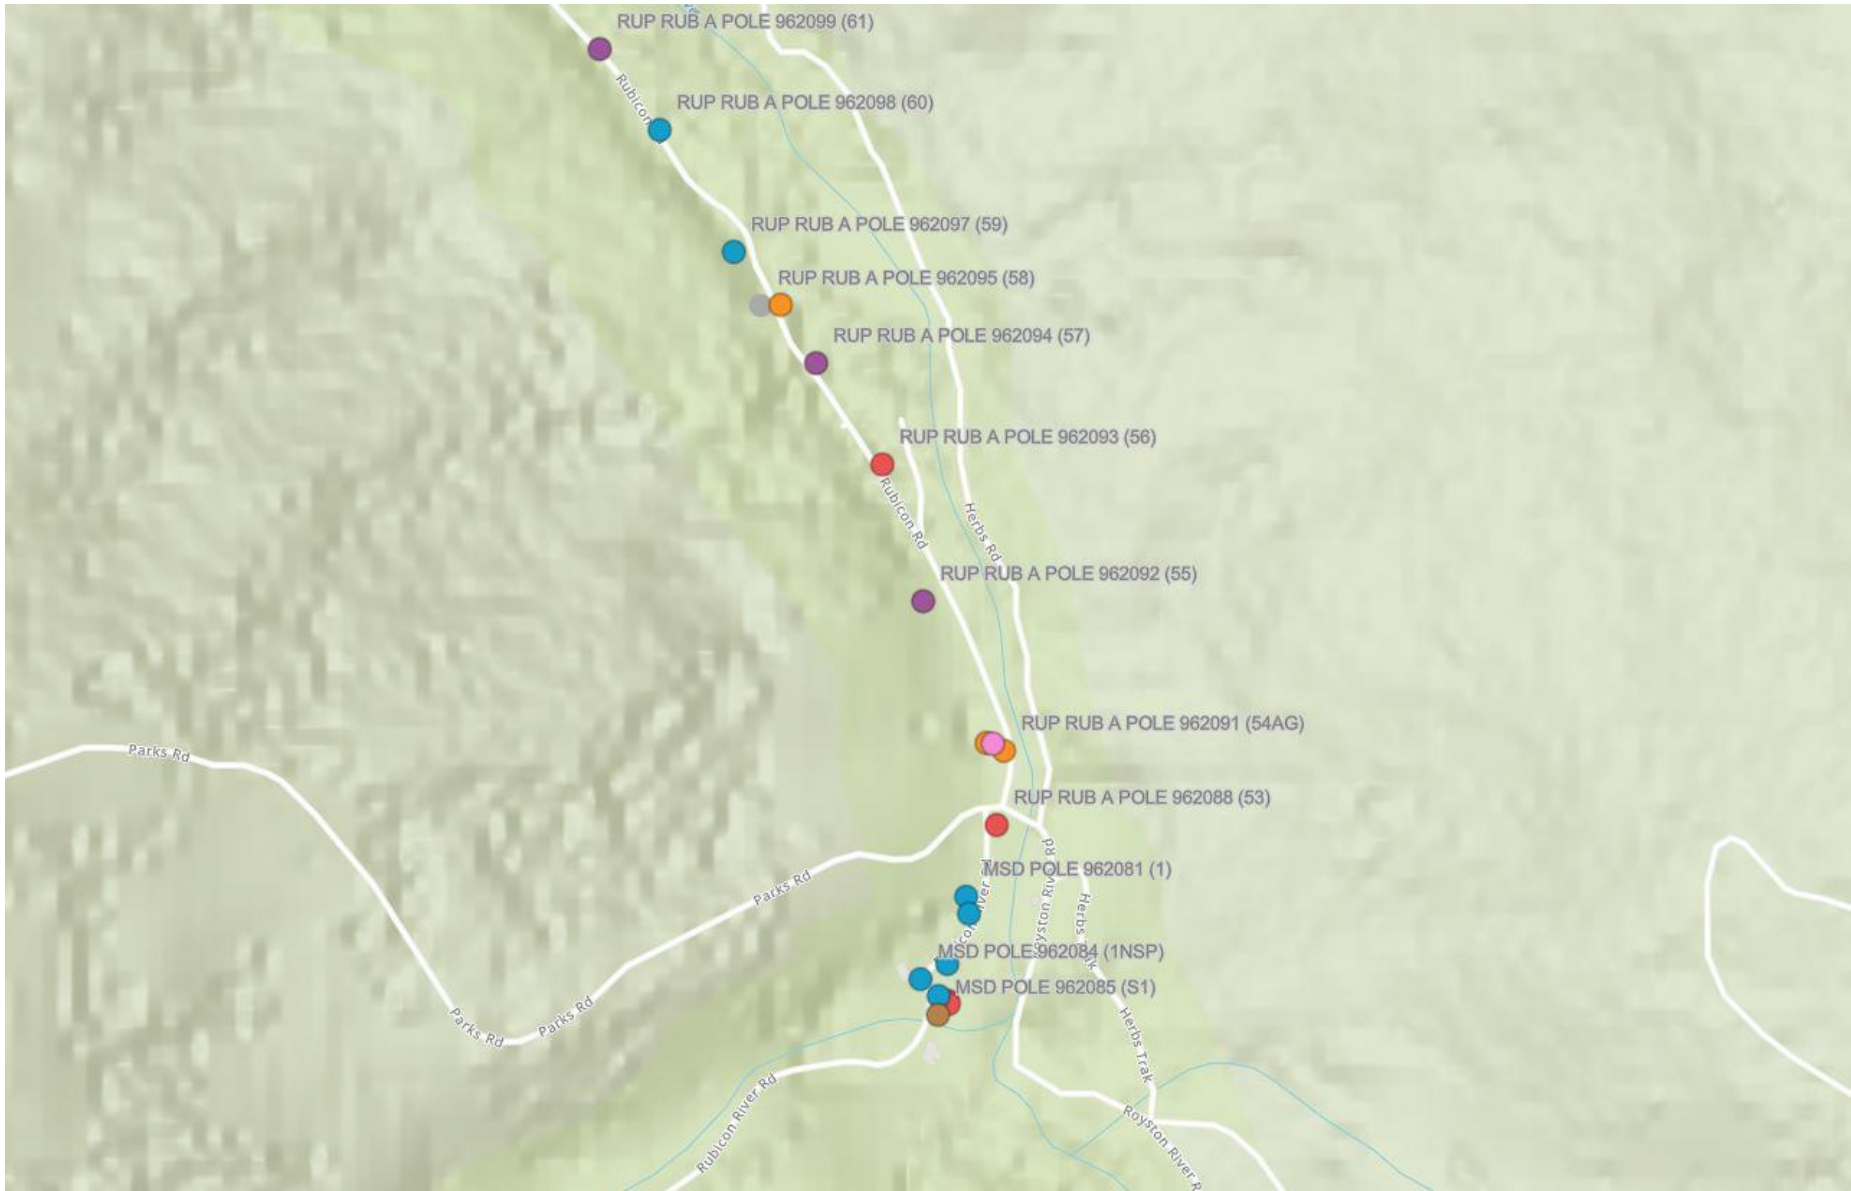 RUP RUB A POLE 962099 (61)
Rubicon
RUP RUB A POLE 962098 (60)
RUP RUB A POLE 962097 (59)
RUP RUB A POLE 962095 (58)
RUP RUB A POLE 962094 (57)
RUP RUB A POLE 962093 (56)
Rubicon Rd
Herbs Rd
RUP RUB A POLE 962092 (55)
RUP RUB A POLE 962091 (54AG)
Parks Rd
RUP RUB A POLE 962088 (53)
MSD POLE 962081 (1)
Parks Rd
Royston River Rd
Herbs Trak
MSD POLE 962084 (1NSP)
MSD POLE 962085 (S1)
Parks Rd
Parks Rd
Herbs Trak
Rubicon River Rd
Royston River R